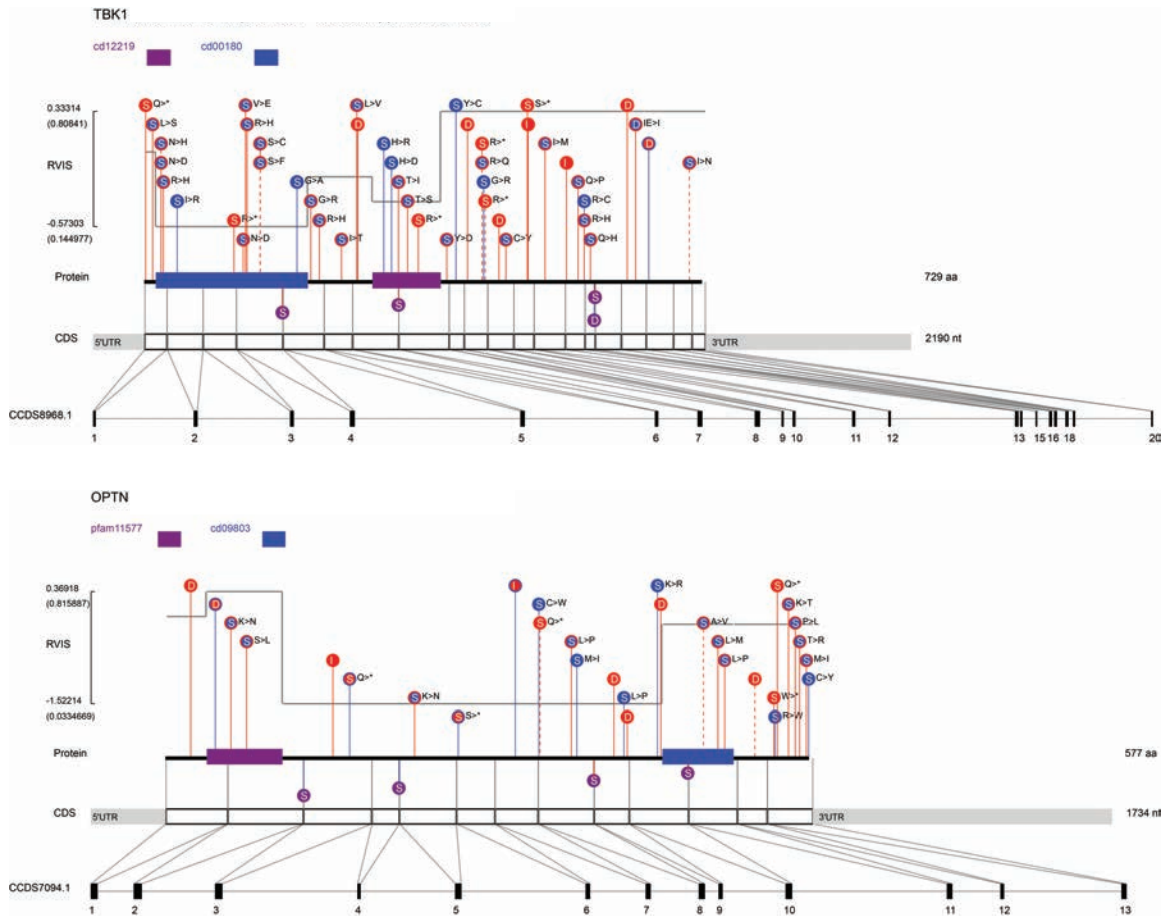 TBK1
cd12219 cd00180
S Q>* S V>E S L>V S Y>C S S>* D
0.33314
(0.80841)
S L>S S R>H D D I D IE>I
S N>H S S>C S H>R S R>* S I>M D
RVIS
S N>D S S>F S H>D S R>Q I S I>N
S R>H S G>A S T>I S G>R S Q>P
S I>R S G>R S T>S S R>* S R>C
-0.57303
(0.144977)
S R>* S R>H S R>* D S R>H
S N>D S I>T S Y>D S C>Y S Q>H
Protein 729 aa
S S S
D
CDS 5'UTR 3'UTR 2190 nt
CCDS8968.1
1 2 3 4 5 6 7 8 9 10 11 12 13 15 16 18 20
OPTN
pfam11577 cd09803
D I S K>R S Q>*
0.36918
(0.815887)
D S C>W D S K>T
S K>N S Q>* S A>V S P>L
RVIS
S S>L S L>P S L>M S T>R
I S M>I S L>P S M>I
S Q>* D D S C>Y
-1.52214
(0.0334669)
S K>N S L>P S W>*
S S>* D S R>W
Protein 577 aa
S S S S
CDS 5'UTR 3'UTR 1734 nt
CCDS7094.1
1 2 3 4 5 6 7 8 9 10 11 12 13